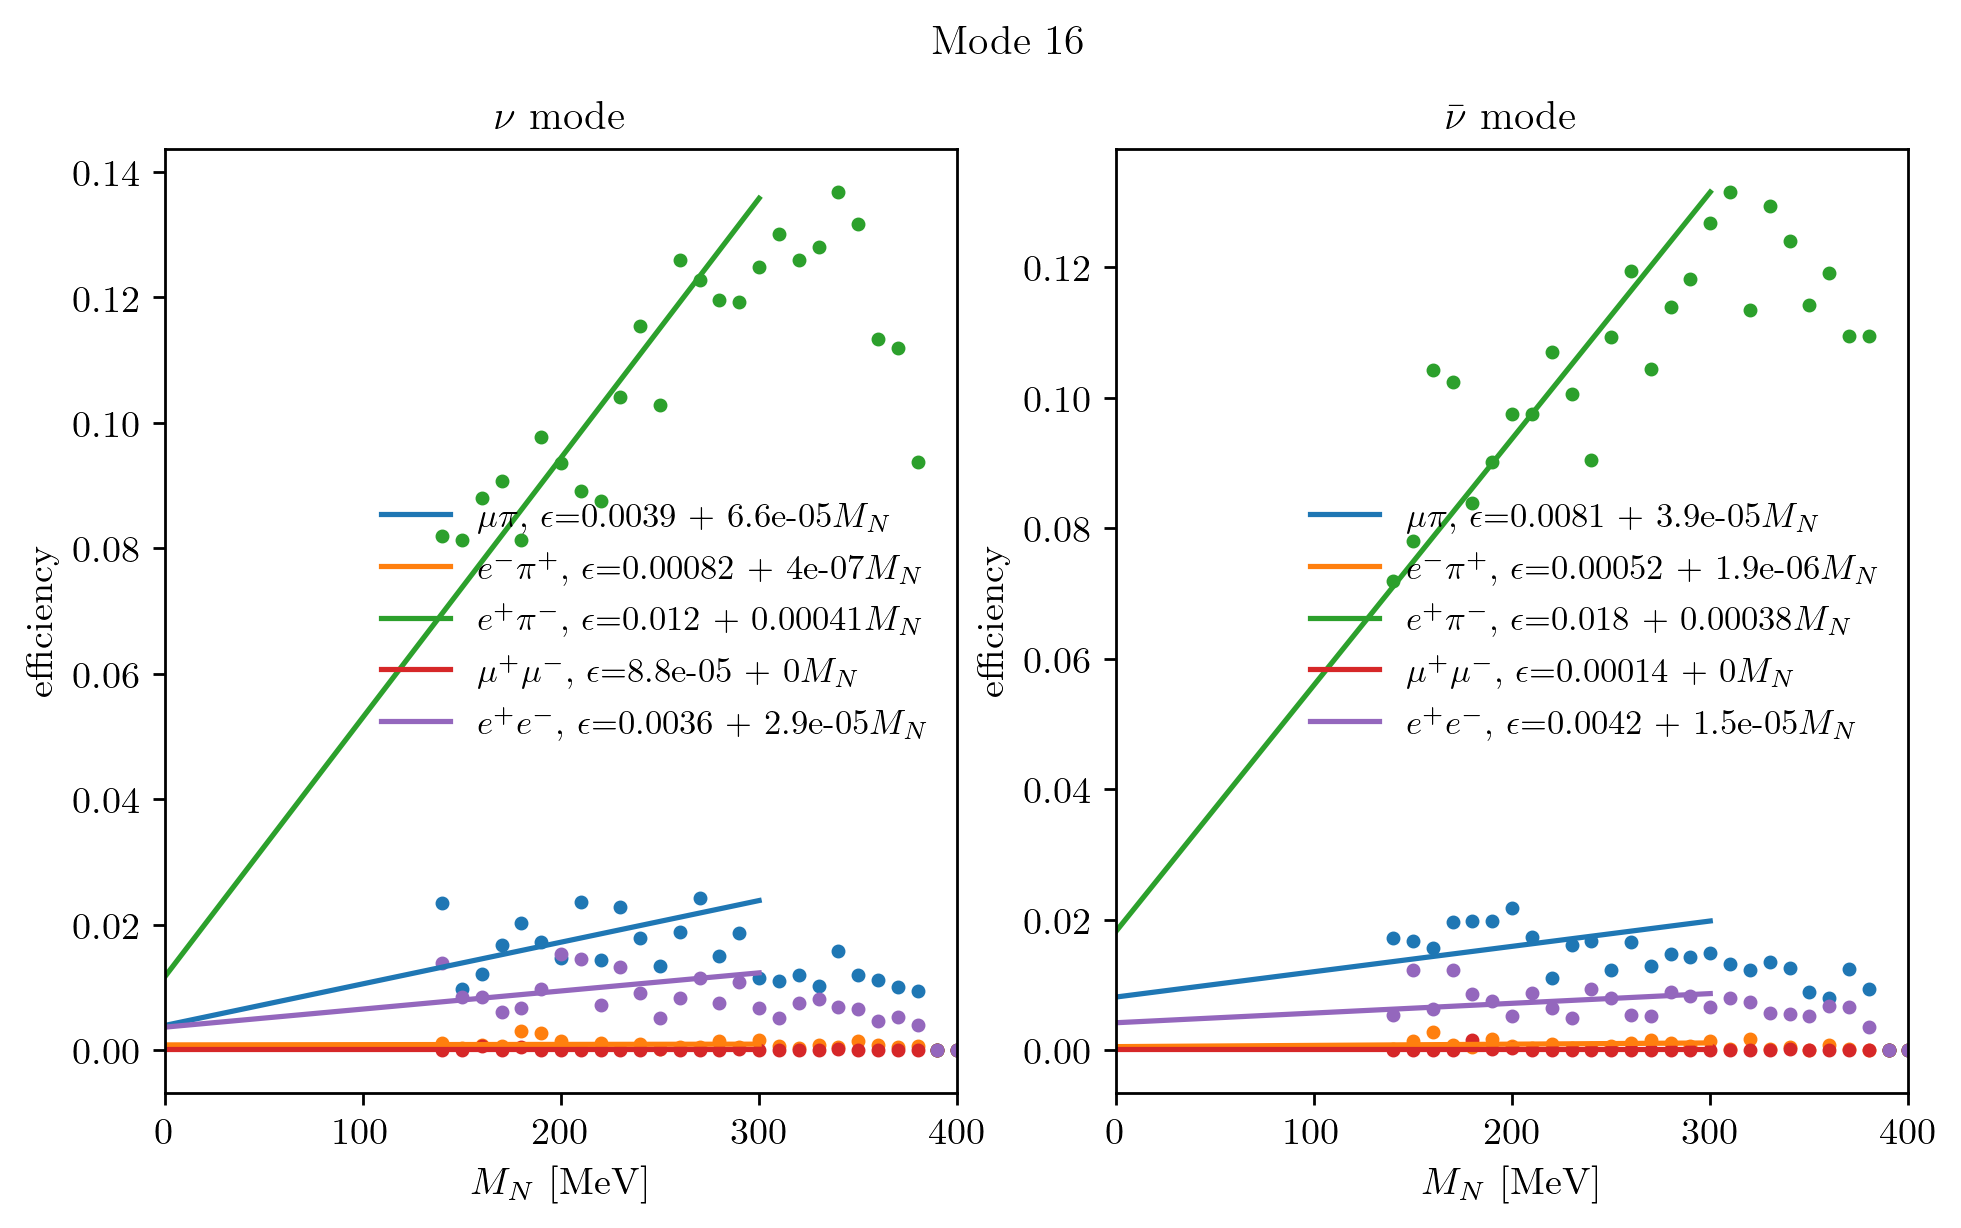 Mode 16
ν mode
0.14
0.12
0.10
0.08
0.06
0.04
0.02
0.00
efficiency
μπ, ϵ=0.0039 + 6.6e-05M_N
e⁻π⁺, ϵ=0.00082 + 4e-07M_N
e⁺π⁻, ϵ=0.012 + 0.00041M_N
μ⁺μ⁻, ϵ=8.8e-05 + 0M_N
e⁺e⁻, ϵ=0.0036 + 2.9e-05M_N
0 100 200 300 400
M_N [MeV]
ν̄ mode
0.12
0.10
0.08
0.06
0.04
0.02
0.00
efficiency
μπ, ϵ=0.0081 + 3.9e-05M_N
e⁻π⁺, ϵ=0.00052 + 1.9e-06M_N
e⁺π⁻, ϵ=0.018 + 0.00038M_N
μ⁺μ⁻, ϵ=0.00014 + 0M_N
e⁺e⁻, ϵ=0.0042 + 1.5e-05M_N
0 100 200 300 400
M_N [MeV]